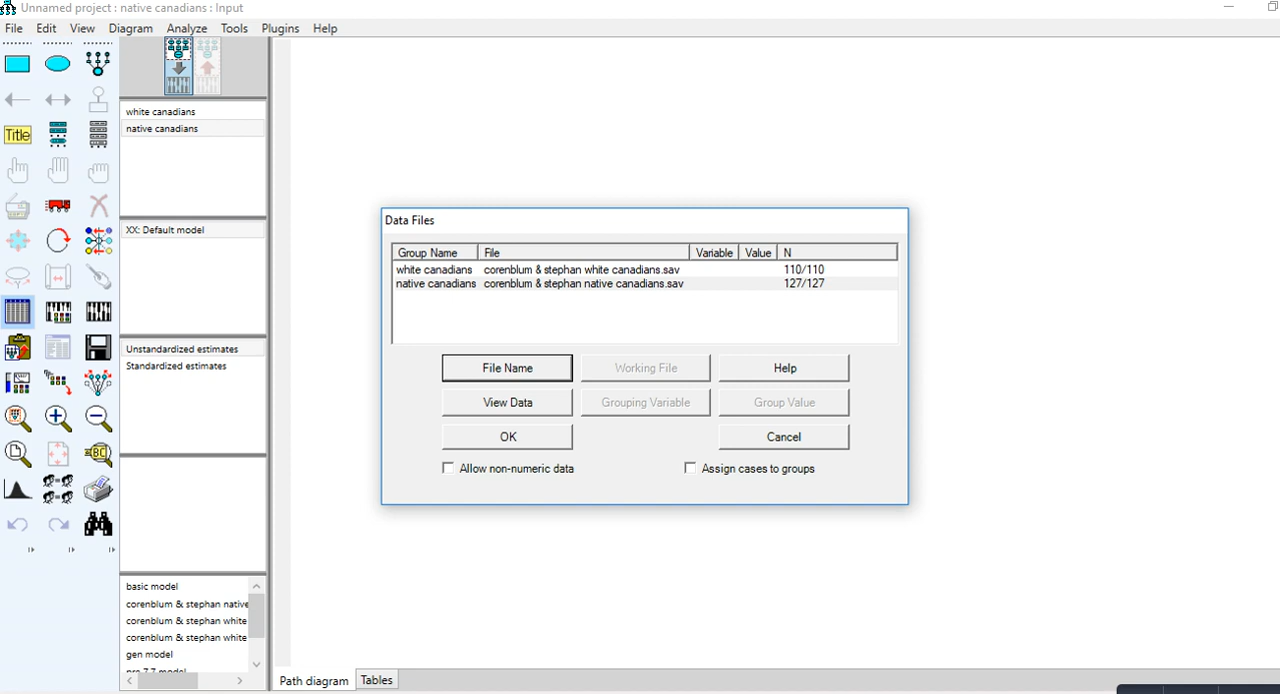 Unnamed project : native canadians : Input
File Edit View Diagram Analyze Tools Plugins Help
Title
white canadians
native canadians
XX: Default model
Unstandardized estimates
Standardized estimates
basic model
corenblum & stephan native
corenblum & stephan white
corenblum & stephan white
gen model
Data Files
Group Name File Variable Value N
white canadians corenblum & stephan white canadians.sav 110/110
native canadians corenblum & stephan native canadians.sav 127/127
File Name Working File Help
View Data Grouping Variable Group Value
OK Cancel
Allow non-numeric data Assign cases to groups
Path diagram Tables